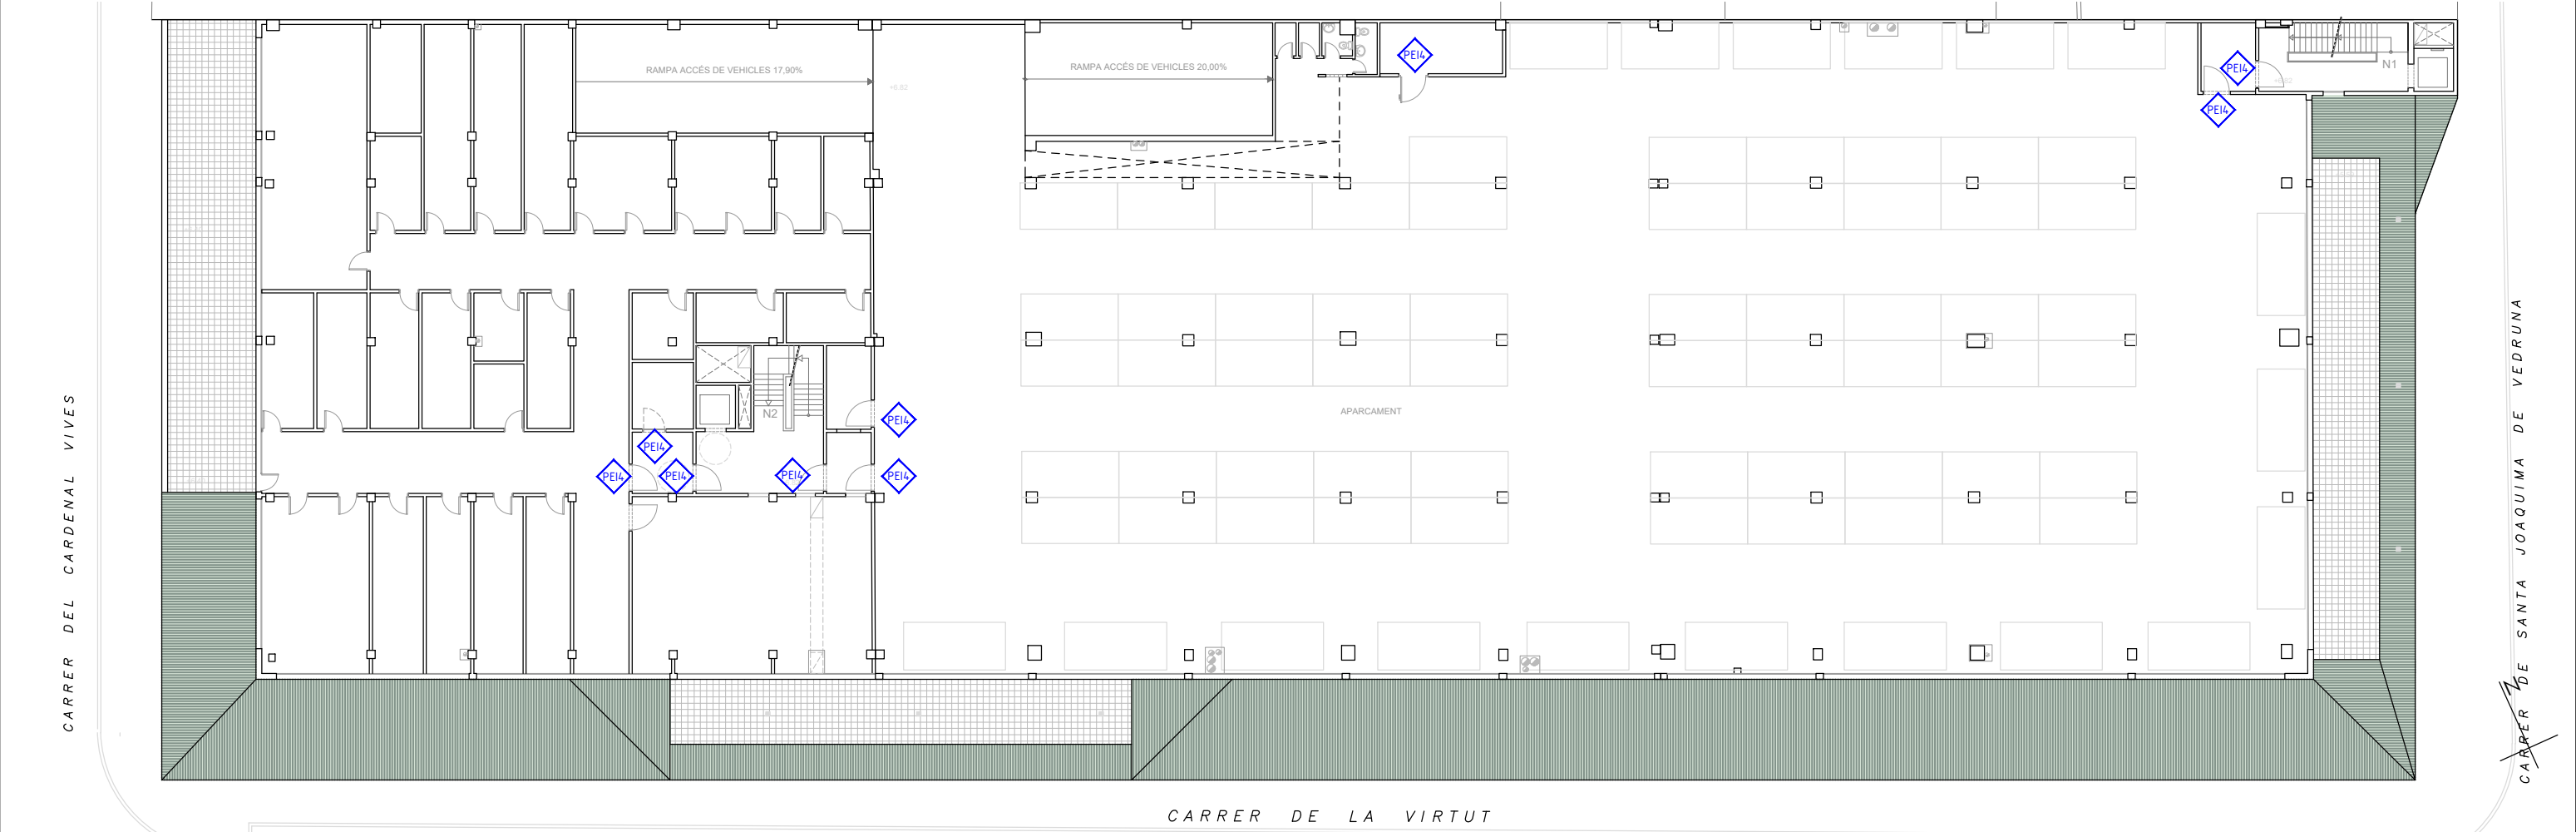 RAMPA ACCÉS DE VEHICLES 17,90%
+6.82
RAMPA ACCÉS DE VEHICLES 20,00%
PEI4
PEI4
PEI4
N1
APARCAMENT
N2
PEI4
PEI4
PEI4
PEI4
PEI4
PEI4
CARRER DEL CARDENAL VIVES
CARRER DE SANTA JOAQUIMA DE VEDRUNA
N
CARRER DE LA VIRTUT